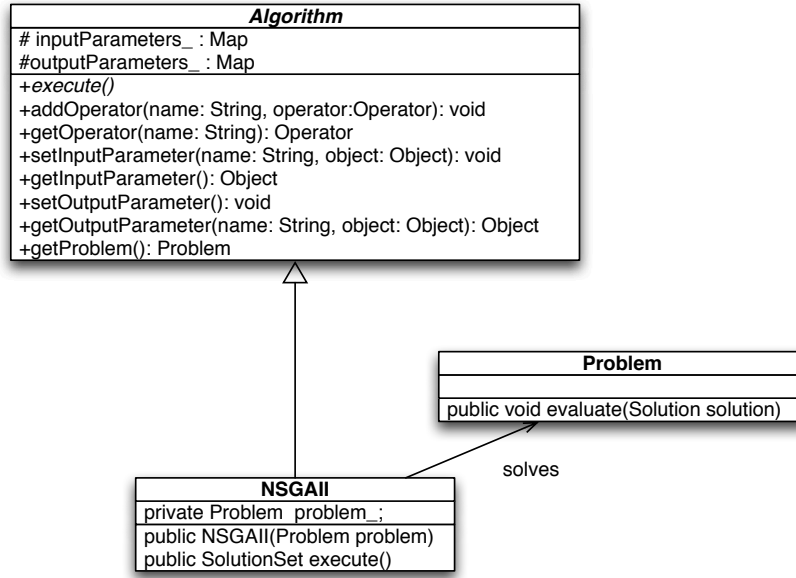 Algorithm
# inputParameters_ : Map
#outputParameters_ : Map
+execute()
+addOperator(name: String, operator:Operator): void
+getOperator(name: String): Operator
+setInputParameter(name: String, object: Object): void
+getInputParameter(): Object
+setOutputParameter(): void
+getOutputParameter(name: String, object: Object): Object
+getProblem(): Problem
Problem
public void evaluate(Solution solution)
solves
NSGAII
private Problem problem_;
public NSGAII(Problem problem)
public SolutionSet execute()